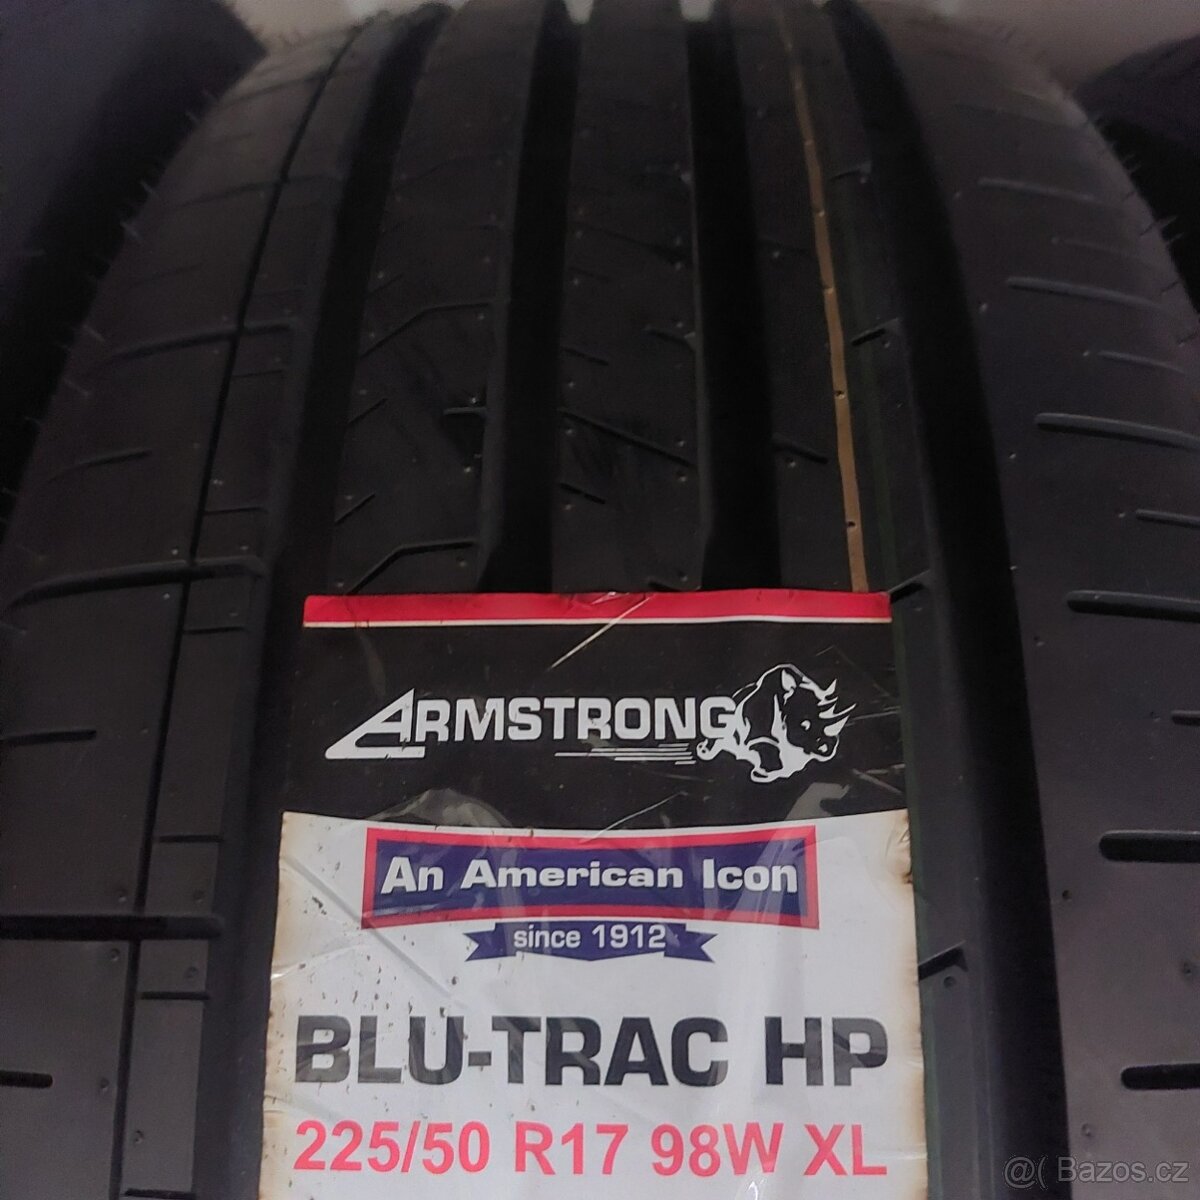 ARMSTRONG
An American Icon
since 1912
BLU-TRAC HP
225/50 R17 98W XL
@( Bazos.cz